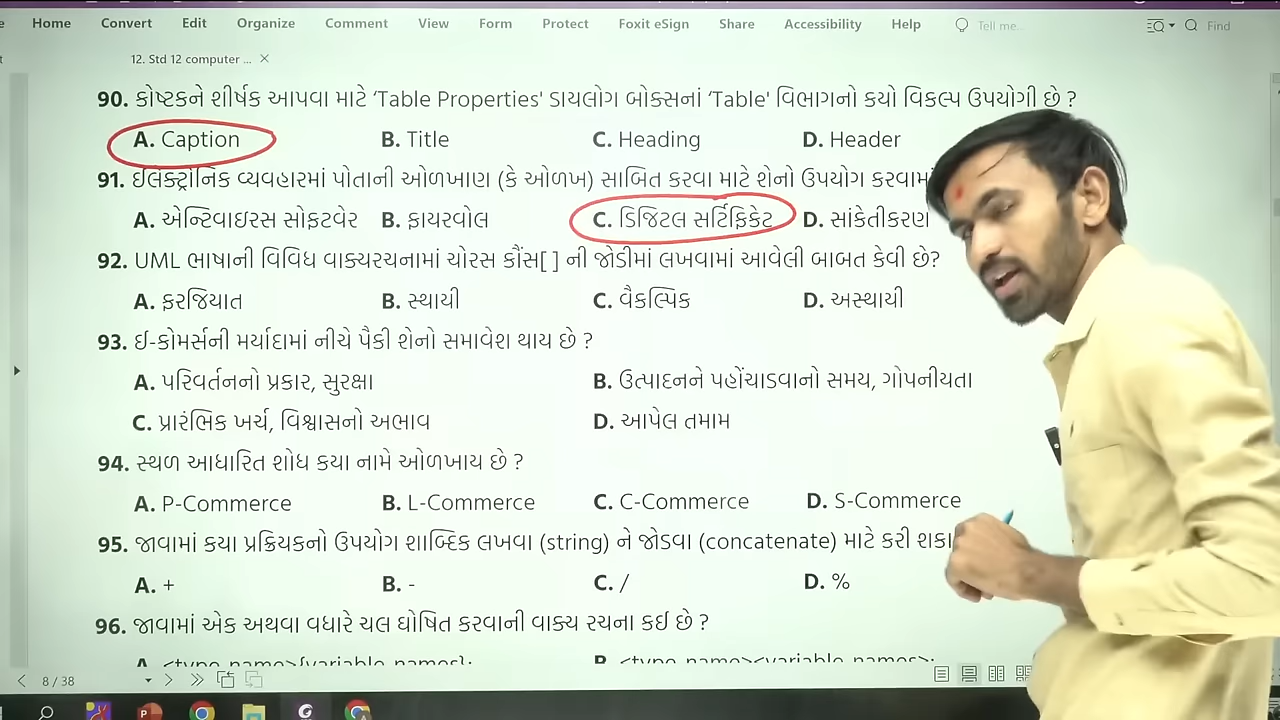 Home Convert Edit Organize Comment View Form Protect Foxit eSign Share Accessibility Help Tell me... Find
12. Std 12 computer ... ×
90. કોષ્ટકને શીર્ષક આપવા માટે ‘Table Properties' ડાયલોગ બોક્સનાં ‘Table' વિભાગનો કયો વિકલ્પ ઉપયોગી છે ?
A. Caption B. Title C. Heading D. Header
91. ઈલેક્ટ્રોનિક વ્યવહારમાં પોતાની ઓળખાણ (કે ઓળખ) સાબિત કરવા માટે શેનો ઉપયોગ
A. એન્ટિવાઇરસ સોફટવેર B. ફાયરવોલ C. ડિજિટલ સર્ટિફિકેટ D. સાંકેતીકરણ
92. UML ભાષાની વિવિધ વાક્યરચનામાં ચોરસ કૌંસ[ ] ની જોડીમાં લખવામાં આવેલી બાબત કેવી છે?
A. ફરજિયાત B. સ્થાયી C. વૈકલ્પિક D. અસ્થાયી
93. ઈ-કોમર્સની મર્યાદામાં નીચે પૈકી શેનો સમાવેશ થાય છે ?
A. પરિવર્તનનો પ્રકાર, સુરક્ષા B. ઉત્પાદનને પહોંચાડવાનો સમય, ગોપનીયતા
C. પ્રારંભિક ખર્ચ, વિશ્વાસનો અભાવ D. આપેલ તમામ
94. સ્થળ આધારિત શોધ કયા નામે ઓળખાય છે ?
A. P-Commerce B. L-Commerce C. C-Commerce D. S-Commerce
95. જાવામાં કયા પ્રક્રિયકનો ઉપયોગ શાબ્દિક લખવા (string) ને જોડવા (concatenate) માટે કરી
A. + B. - C. / D. %
96. જાવામાં એક અથવા વધારે ચલ ઘોષિત કરવાની વાક્ય રચના કઈ છે ?
8 / 38